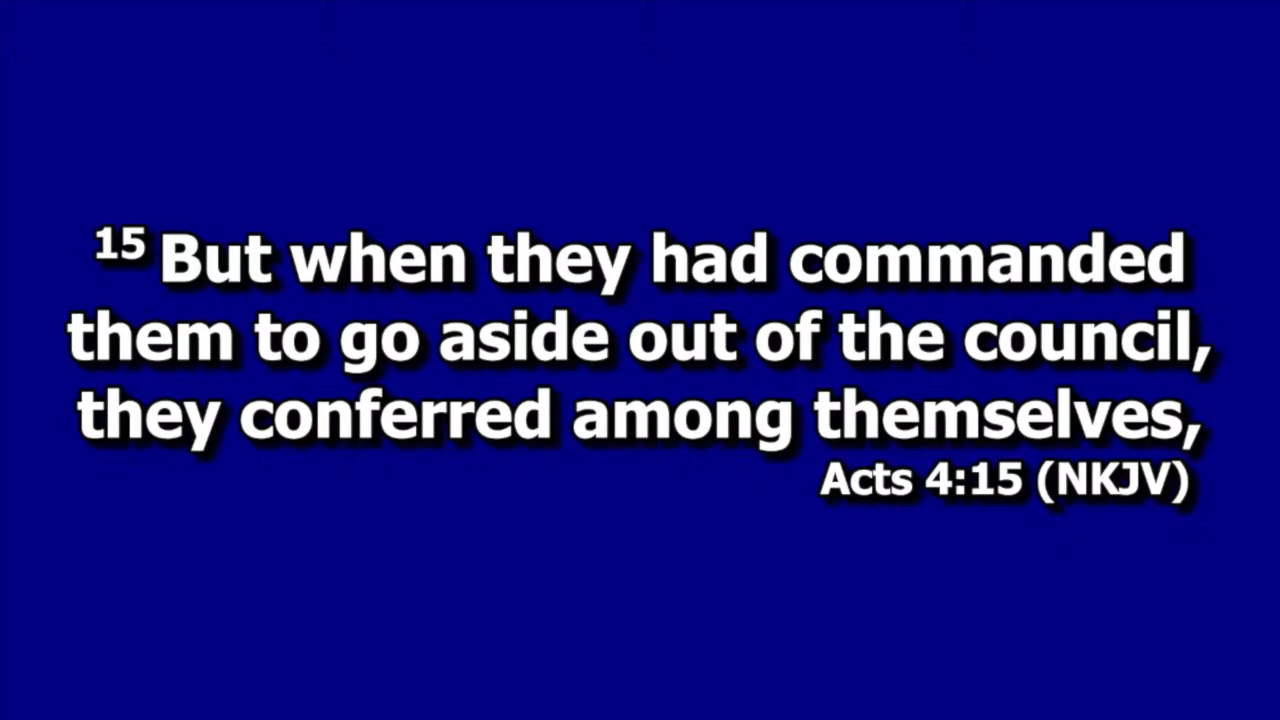 15 But when they had commanded
them to go aside out of the council,
they conferred among themselves,
Acts 4:15 (NKJV)